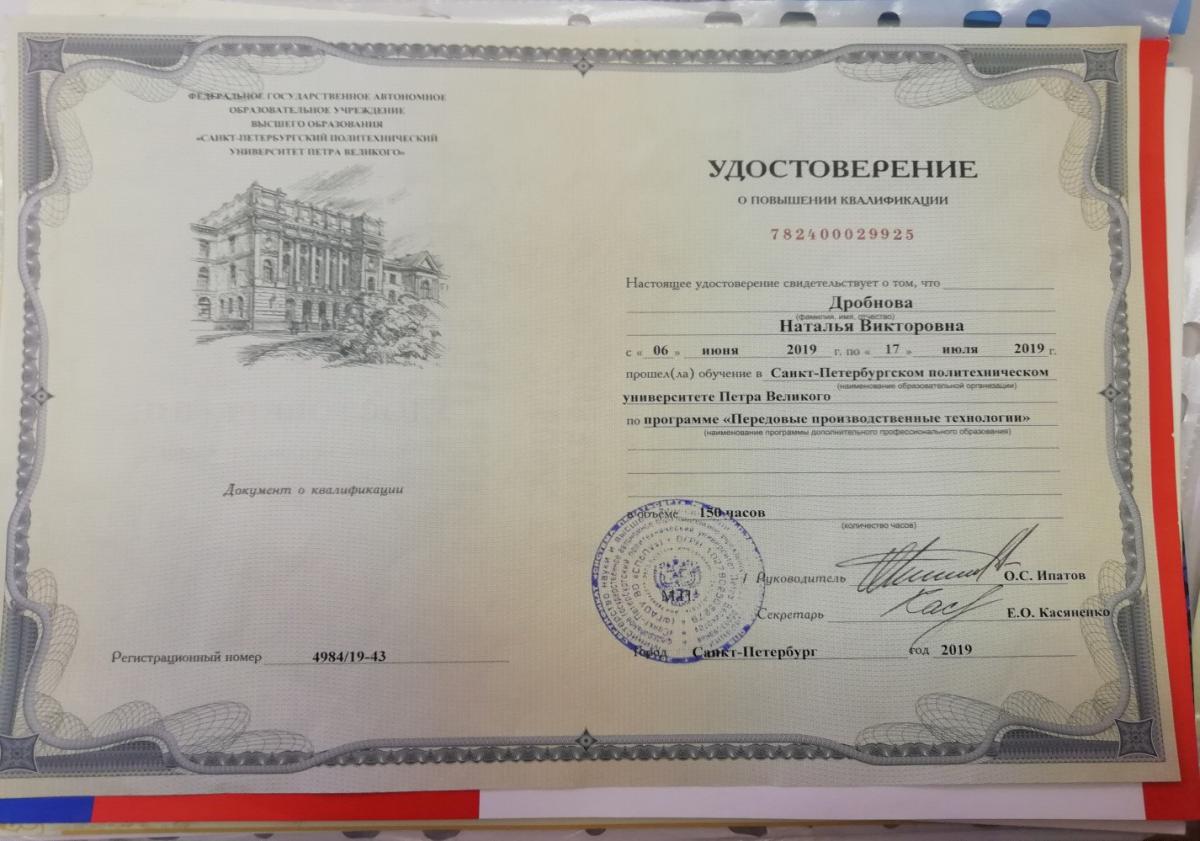 ФЕДЕРАЛЬНОЕ ГОСУДАРСТВЕННОЕ АВТОНОМНОЕ
ОБРАЗОВАТЕЛЬНОЕ УЧРЕЖДЕНИЕ
ВЫСШЕГО ОБРАЗОВАНИЯ
«САНКТ-ПЕТЕРБУРГСКИЙ ПОЛИТЕХНИЧЕСКИЙ
УНИВЕРСИТЕТ ПЕТРА ВЕЛИКОГО»
Документ о квалификации
Регистрационный номер 4984/19-43
УДОСТОВЕРЕНИЕ
О ПОВЫШЕНИИ КВАЛИФИКАЦИИ
782400029925
Настоящее удостоверение свидетельствует о том, что
Дробнова
(фамилия, имя, отчество)
Наталья Викторовна
с « 06 » июня 2019 г. по « 17 » июля 2019 г.
прошел(ла) обучение в Санкт-Петербургском политехническом
(наименование образовательной организации)
университете Петра Великого
по программе «Передовые производственные технологии»
(наименование программы дополнительного профессионального образования)
в объёме 150 часов
(количество часов)
Руководитель О.С. Ипатов
М.П.
Секретарь Е.О. Касяненко
Город Санкт-Петербург год 2019